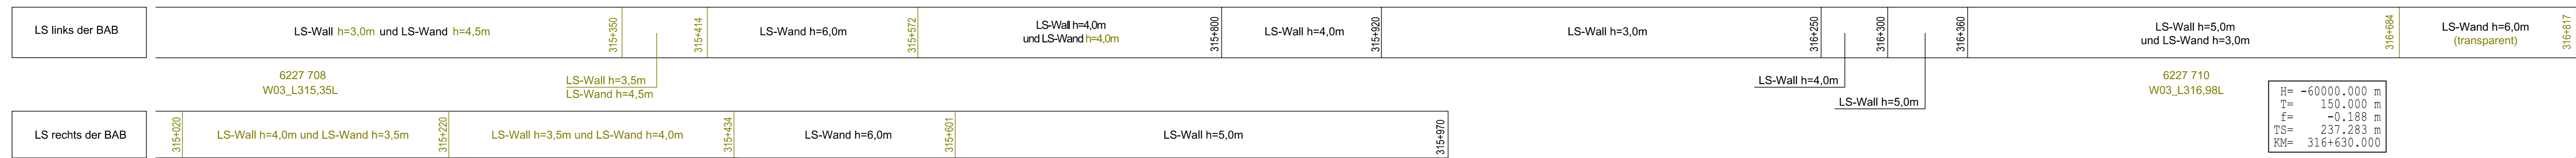 LS links der BAB
LS-Wall h=3,0m und LS-Wand h=4,5m
315+350
315+414
LS-Wand h=6,0m
315+572
LS-Wall h=4,0m
und LS-Wand h=4,0m
315+800
LS-Wall h=4,0m
315+920
LS-Wall h=3,0m
316+250
316+300
316+360
LS-Wall h=5,0m
und LS-Wand h=3,0m
316+684
LS-Wand h=6,0m
(transparent)
316+817
6227 708
W03_L315,35L
LS-Wall h=3,5m
LS-Wand h=4,5m
LS-Wall h=4,0m
LS-Wall h=5,0m
6227 710
W03_L316,98L
H= -60000.000 m
T= 150.000 m
f= -0.188 m
TS= 237.283 m
KM= 316+630.000
LS rechts der BAB
315+020
LS-Wall h=4,0m und LS-Wand h=3,5m
315+220
LS-Wall h=3,5m und LS-Wand h=4,0m
315+434
LS-Wand h=6,0m
315+601
LS-Wall h=5,0m
315+970